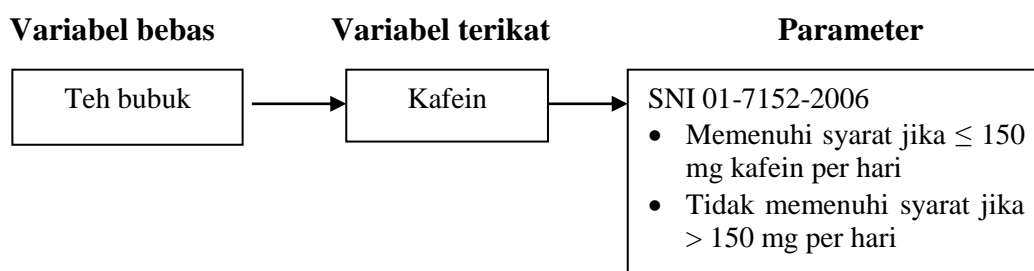 Variabel bebas
Variabel terikat
Parameter
Teh bubuk
Kafein
SNI 01-7152-2006
• Memenuhi syarat jika ≤ 150
mg kafein per hari
• Tidak memenuhi syarat jika
> 150 mg per hari